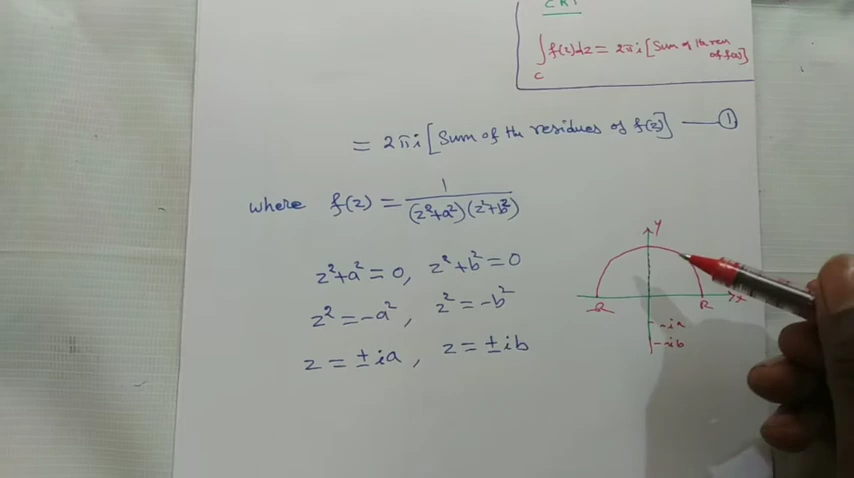 CRT
∫ f(z)dz = 2πi [Sum of the res of f(z)]
C
= 2πi [Sum of the residues of f(z)] —— ①
where f(z) = 1 / (z²+a²)(z²+b²)
z²+a² = 0, z²+b² = 0
z² = -a², z² = -b²
z = ±ia, z = ±ib
y
-R R x
-ia
-ib